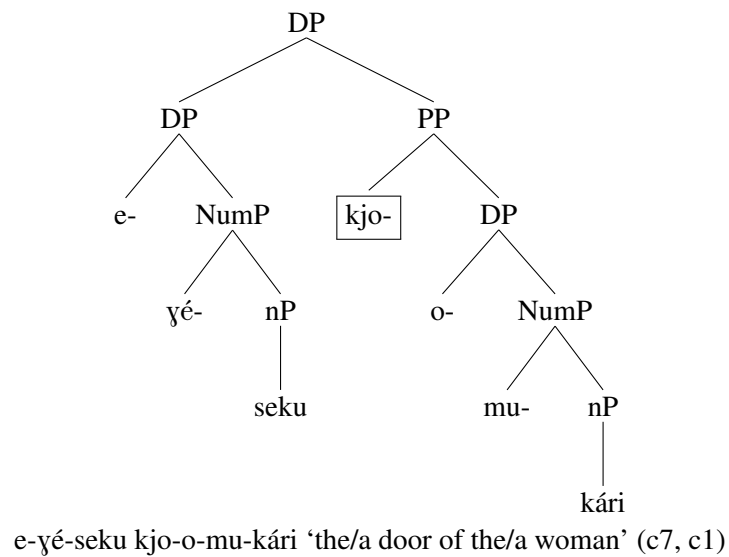 DP
DP PP
e- NumP kjo- DP
ɣé- nP o- NumP
seku mu- nP
kári
e-ɣé-seku kjo-o-mu-kári ‘the/a door of the/a woman’ (c7, c1)